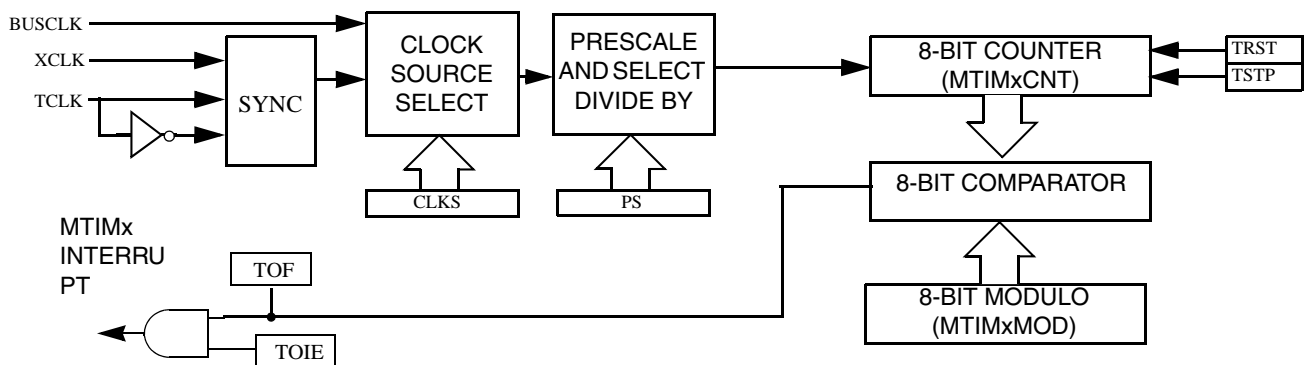 BUSCLK
XCLK
TCLK
SYNC
CLOCK
SOURCE
SELECT
PRESCALE
AND SELECT
DIVIDE BY
8-BIT COUNTER
(MTIMxCNT)
TRST
TSTP
CLKS
PS
8-BIT COMPARATOR
MTIMx
INTERRU
PT
TOF
8-BIT MODULO
(MTIMxMOD)
TOIE